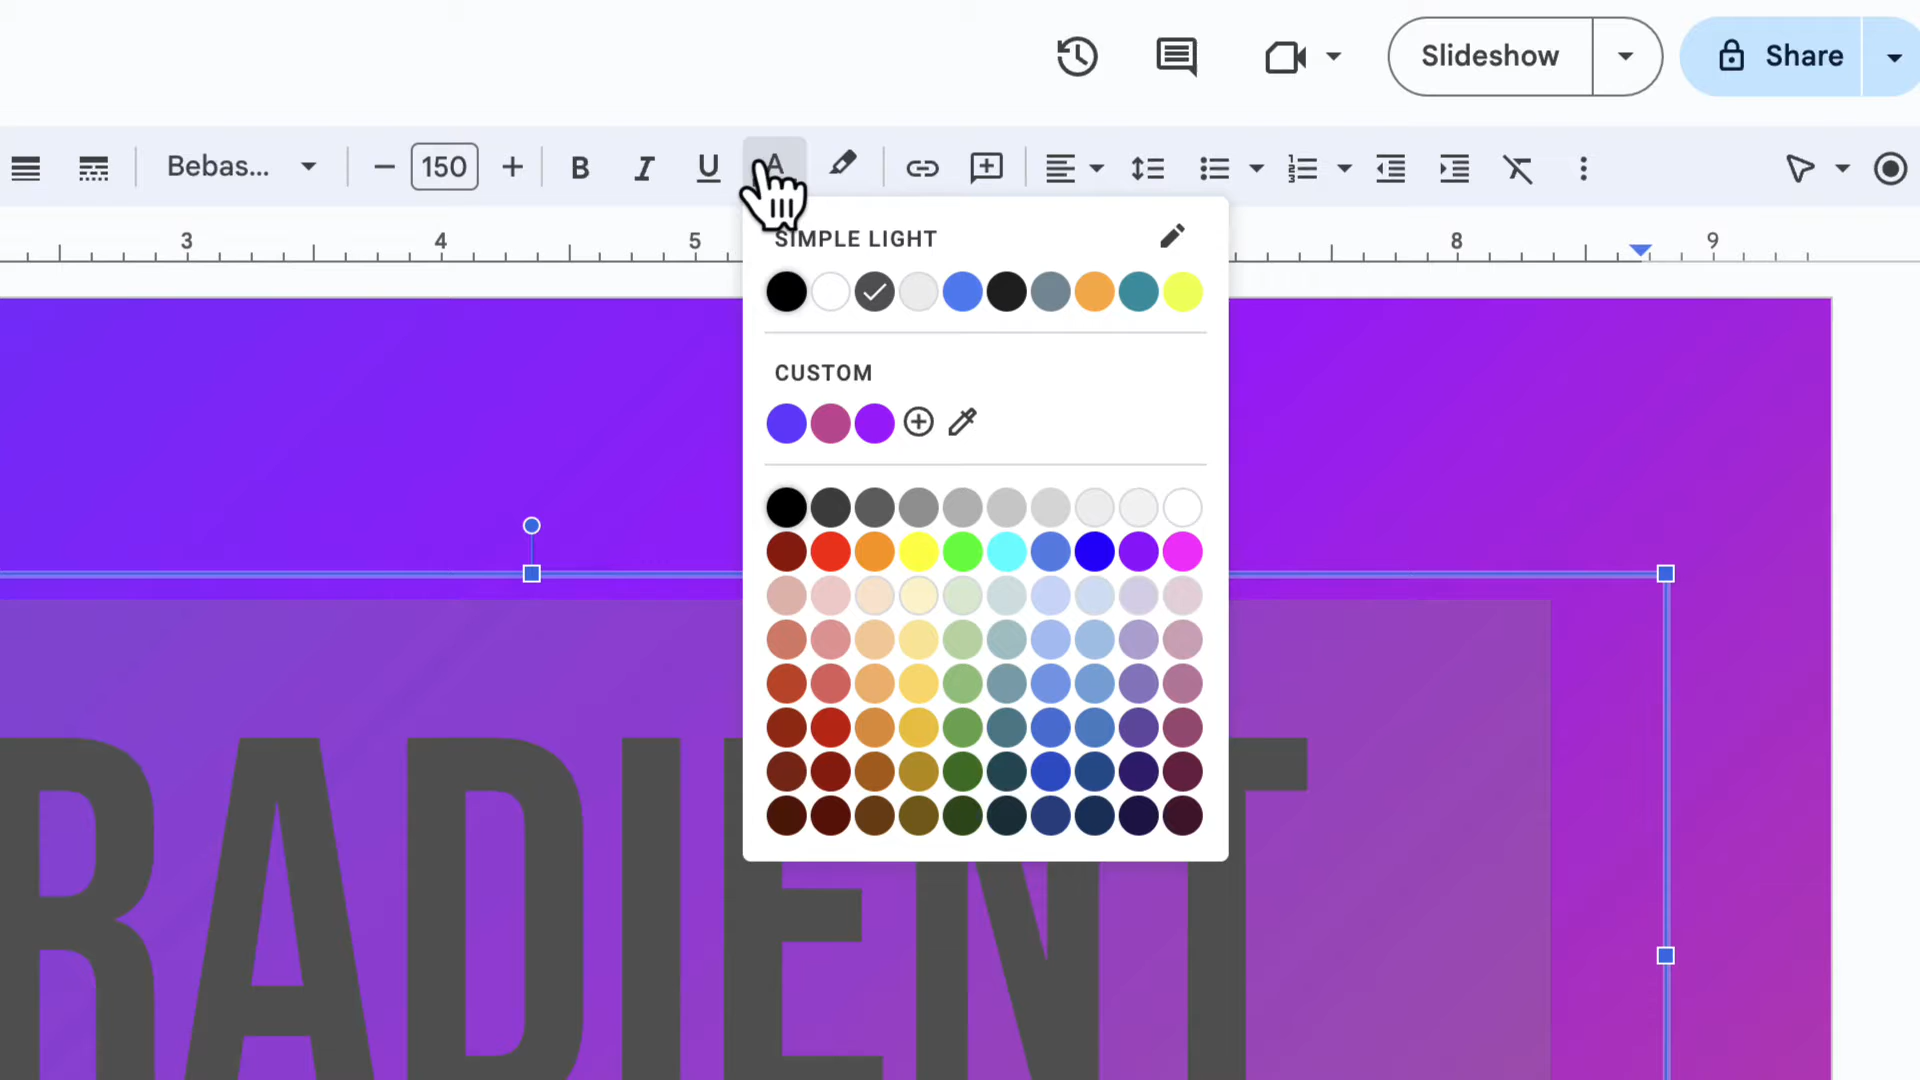 Slideshow
Share
Bebas...
150
B
I
U
A
3
4
5
8
9
SIMPLE LIGHT
CUSTOM
RADIENT